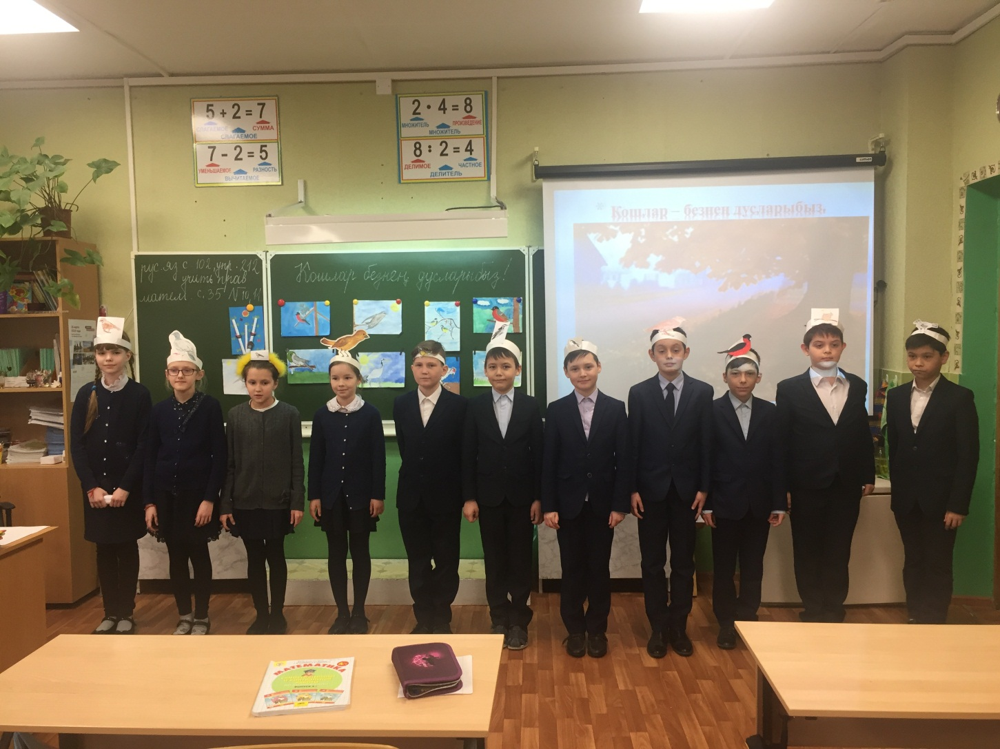 5 + 2 = 7
СЛАГАЕМОЕ СУММА
СЛАГАЕМОЕ
7 - 2 = 5
УМЕНЬШАЕМОЕ РАЗНОСТЬ
ВЫЧИТАЕМОЕ
2 · 4 = 8
МНОЖИТЕЛЬ ПРОИЗВЕДЕНИЕ
МНОЖИТЕЛЬ
8 : 2 = 4
ДЕЛИМОЕ ЧАСТНОЕ
ДЕЛИТЕЛЬ
Кошлар – безнең дусларыбыз.
рус.яз с 102, упр. 212
учить прав
матем. с. 35 № 10, 11
Кошлар безнең дусларыбыз!
МАТЕМАТИКА